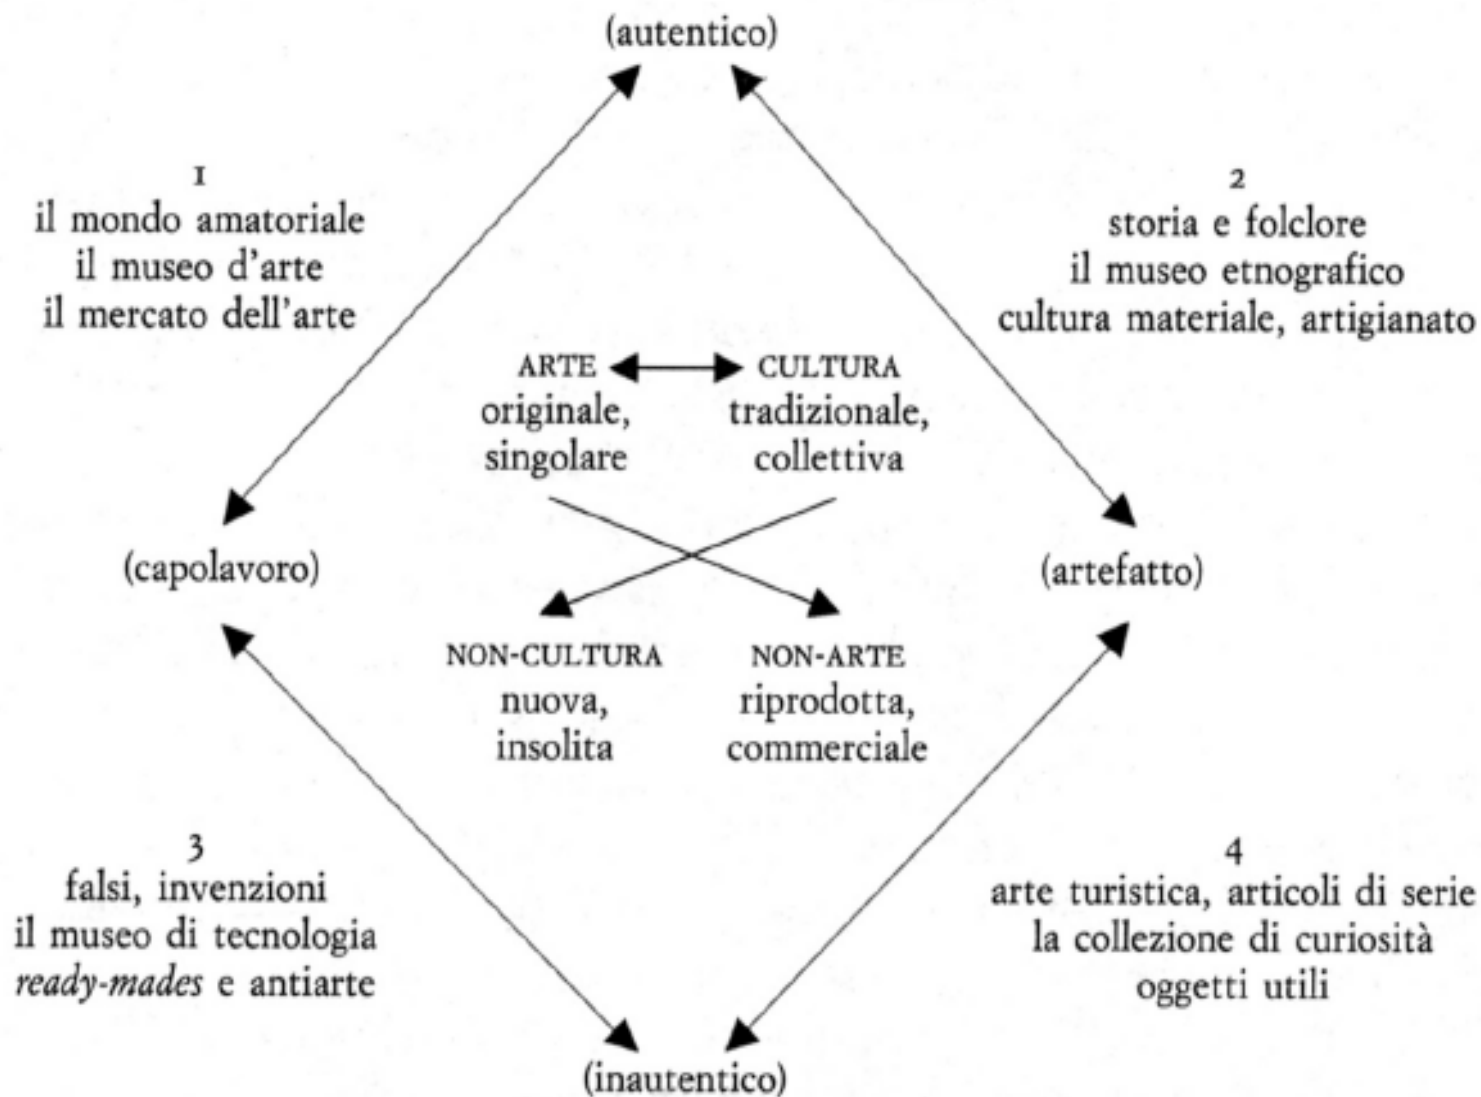 (autentico)
1
il mondo amatoriale
il museo d'arte
il mercato dell'arte
2
storia e folclore
il museo etnografico
cultura materiale, artigianato
ARTE
originale,
singolare
CULTURA
tradizionale,
collettiva
(capolavoro)
(artefatto)
NON-CULTURA
nuova,
insolita
NON-ARTE
riprodotta,
commerciale
3
falsi, invenzioni
il museo di tecnologia
ready-mades e antiarte
4
arte turistica, articoli di serie
la collezione di curiosità
oggetti utili
(inautentico)